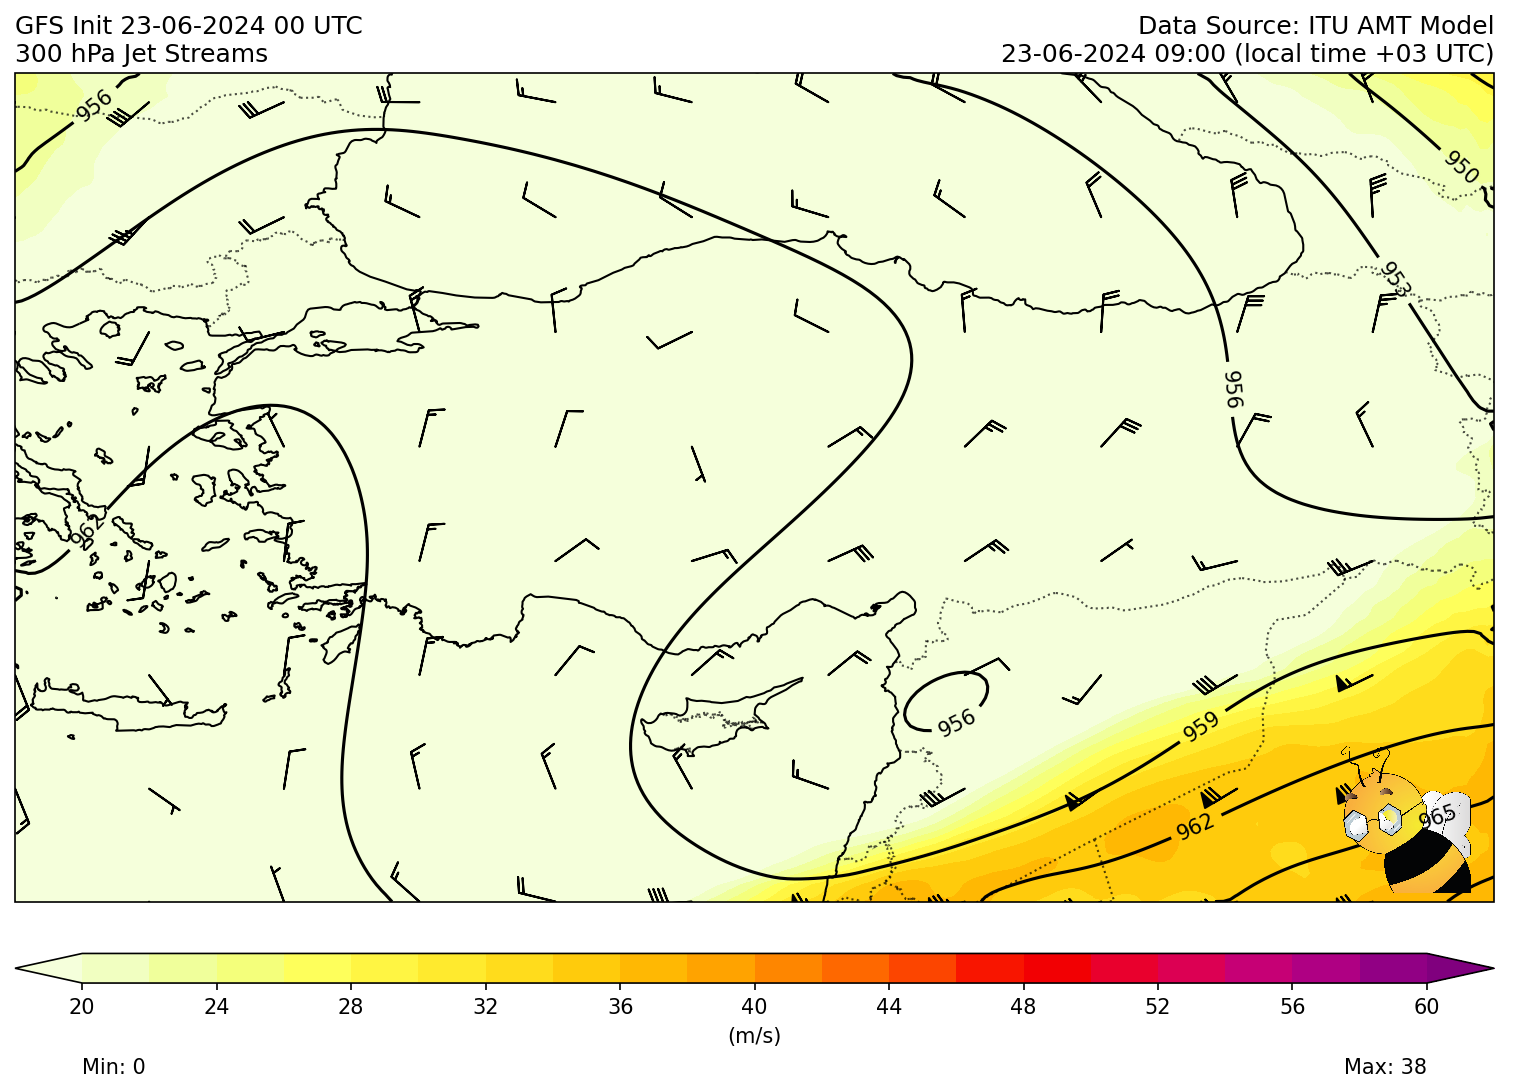 GFS Init 23-06-2024 00 UTC
Data Source: ITU AMT Model
300 hPa Jet Streams
23-06-2024 09:00 (local time +03 UTC)
956
950
953
956
962
956
959
962
965
20 24 28 32 36 40 44 48 52 56 60
(m/s)
Min: 0
Max: 38